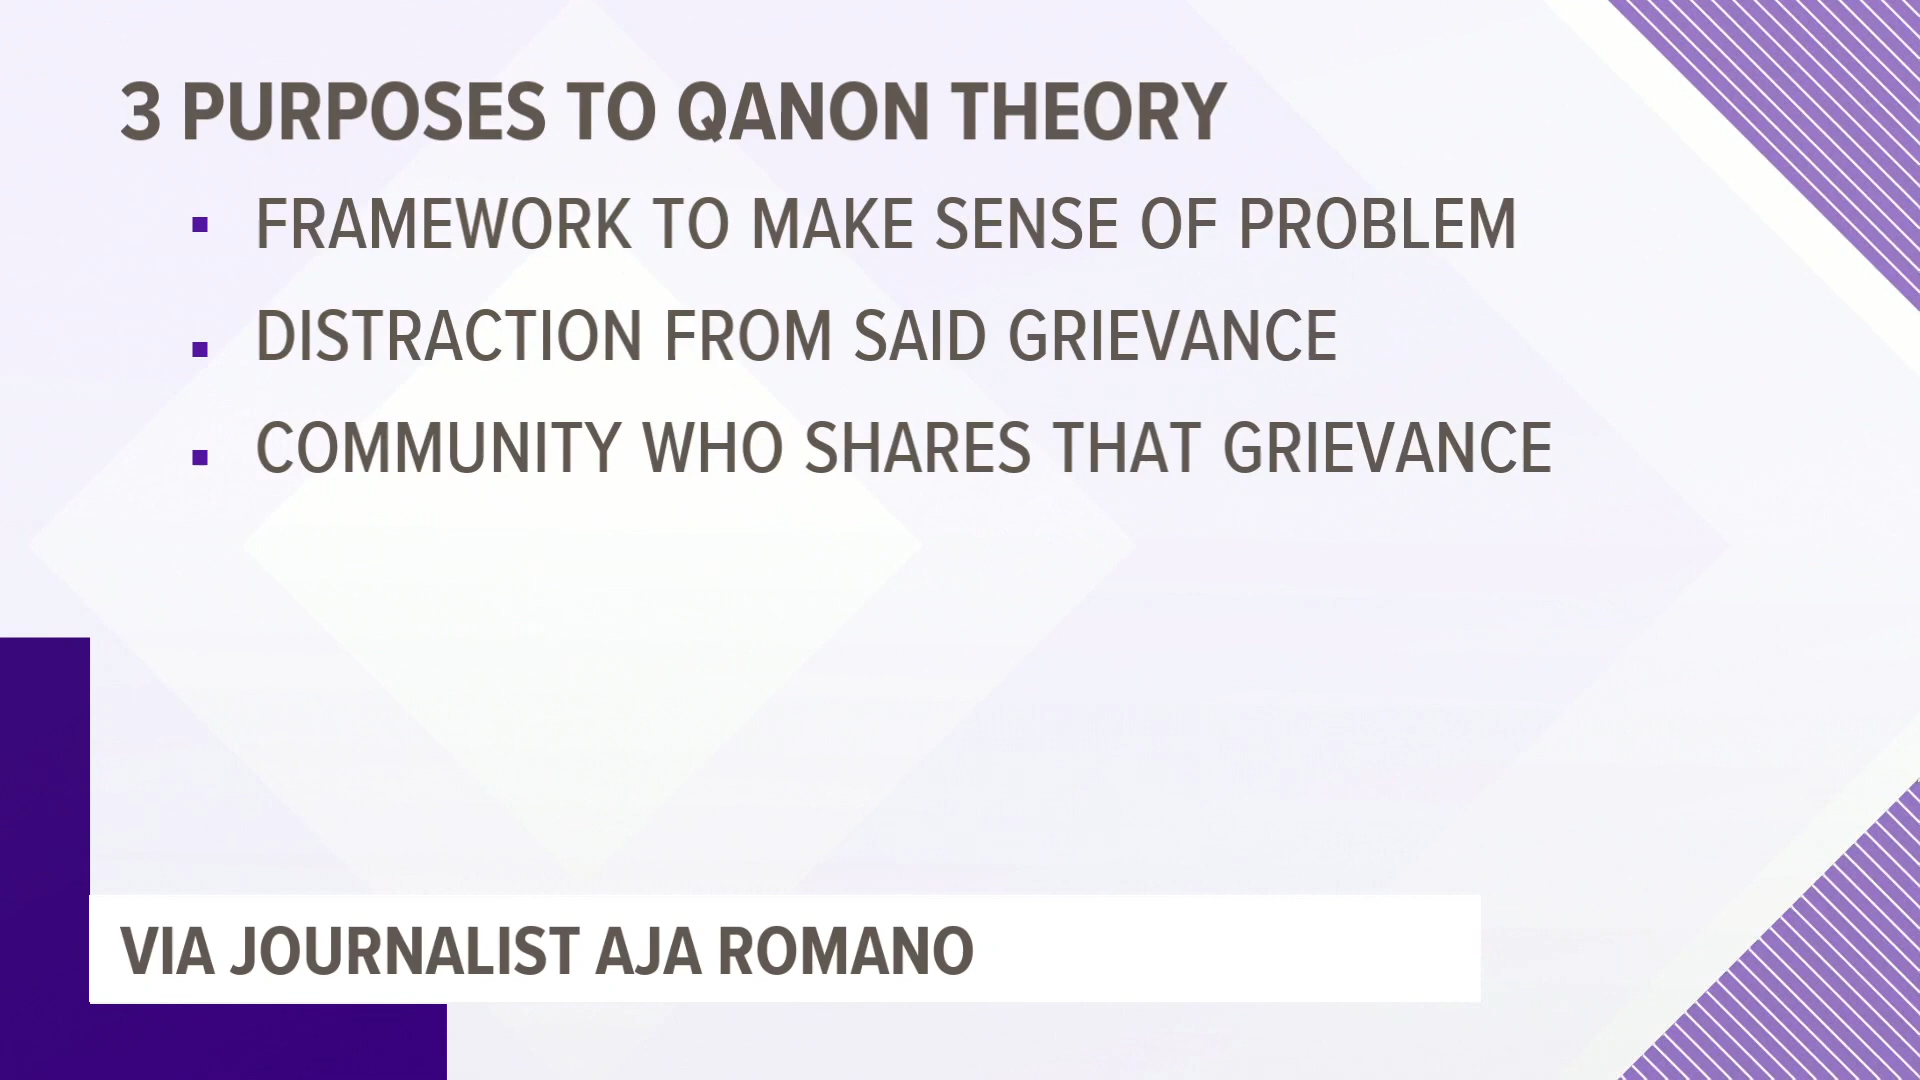 3 PURPOSES TO QANON THEORY
FRAMEWORK TO MAKE SENSE OF PROBLEM
DISTRACTION FROM SAID GRIEVANCE
COMMUNITY WHO SHARES THAT GRIEVANCE
VIA JOURNALIST AJA ROMANO